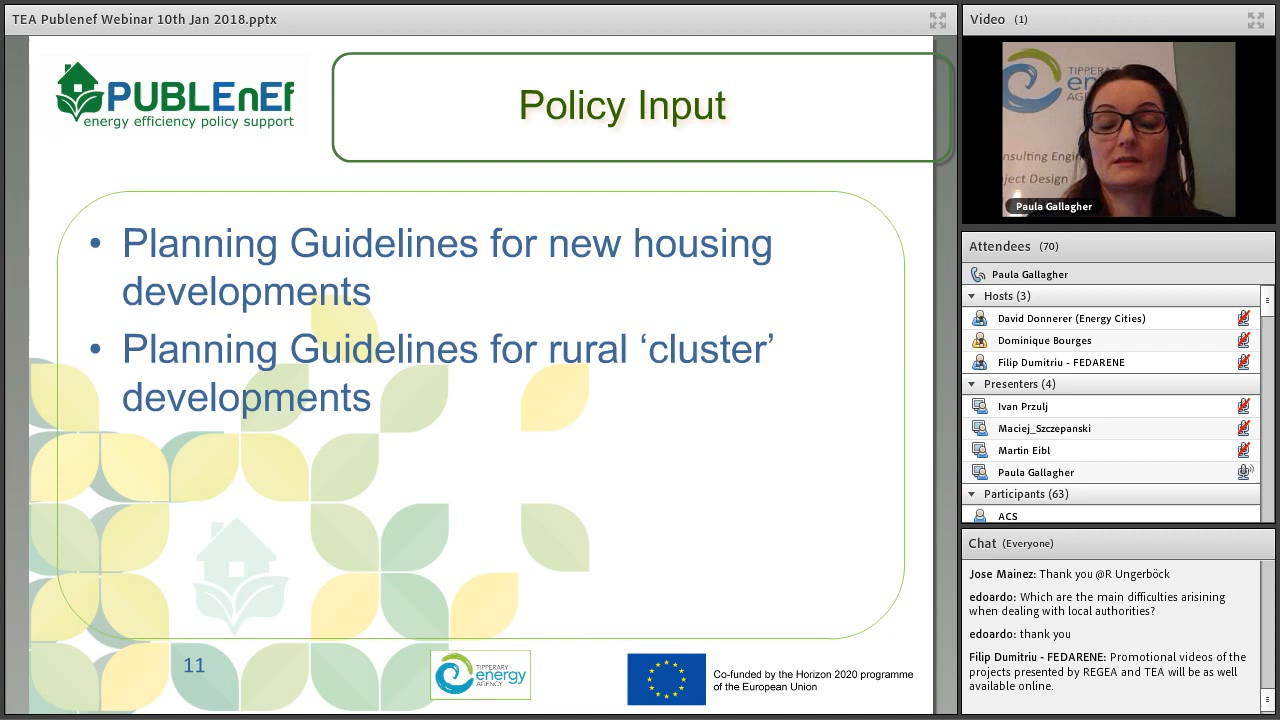 TEA Publenef Webinar 10th Jan 2018.pptx
PUBLEnEf
energy efficiency policy support
Policy Input
• Planning Guidelines for new housing
developments
• Planning Guidelines for rural ‘cluster’
developments
11
TIPPERARY
energy
AGENCY
Co-funded by the Horizon 2020 programme
of the European Union
Video (1)
TIPPERARY
Paula Gallagher
Attendees (70)
Paula Gallagher
Hosts (3)
David Donnerer (Energy Cities)
Dominique Bourges
Filip Dumitriu - FEDARENE
Presenters (4)
Ivan Przulj
Maciej_Szczepanski
Martin Eibl
Paula Gallagher
Participants (63)
ACS
Chat (Everyone)
Jose Mainez: Thank you @R Ungerböck
edoardo: Which are the main difficulties arisining
when dealing with local authorities?
edoardo: thank you
Filip Dumitriu - FEDARENE: Promotional videos of the
projects presented by REGEA and TEA will be as well
available online.